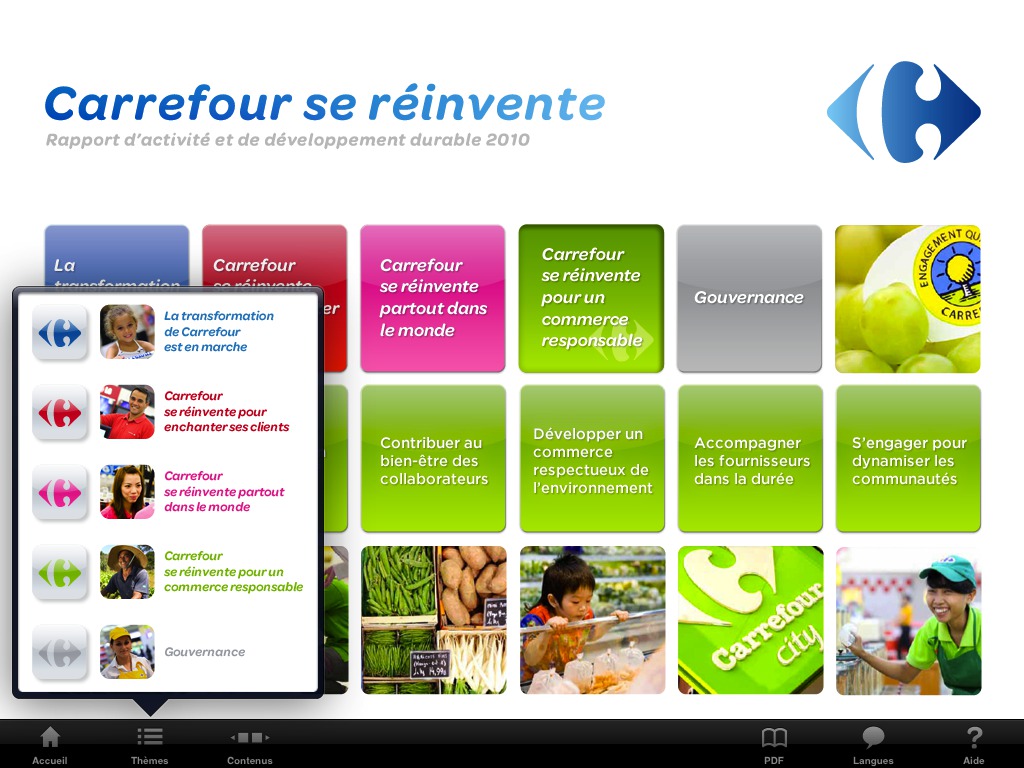 Carrefour se réinvente
Rapport d'activité et de développement durable 2010
La
transformation
Carrefour
se réinvente
er
Carrefour
se réinvente
partout dans
le monde
Carrefour
se réinvente
pour un
commerce
responsable
Gouvernance
ENGAGEMENT QU
CARRE
Contribuer au
bien-être des
collaborateurs
Développer un
commerce
respectueux de
l'environnement
Accompagner
les fournisseurs
dans la durée
S'engager pour
dynamiser les
communautés
La transformation
de Carrefour
est en marche
Carrefour
se réinvente pour
enchanter ses clients
Carrefour
se réinvente partout
dans le monde
Carrefour
se réinvente pour un
commerce responsable
Gouvernance
Carrefour
City
Accueil
Thèmes
Contenus
PDF
Langues
Aide